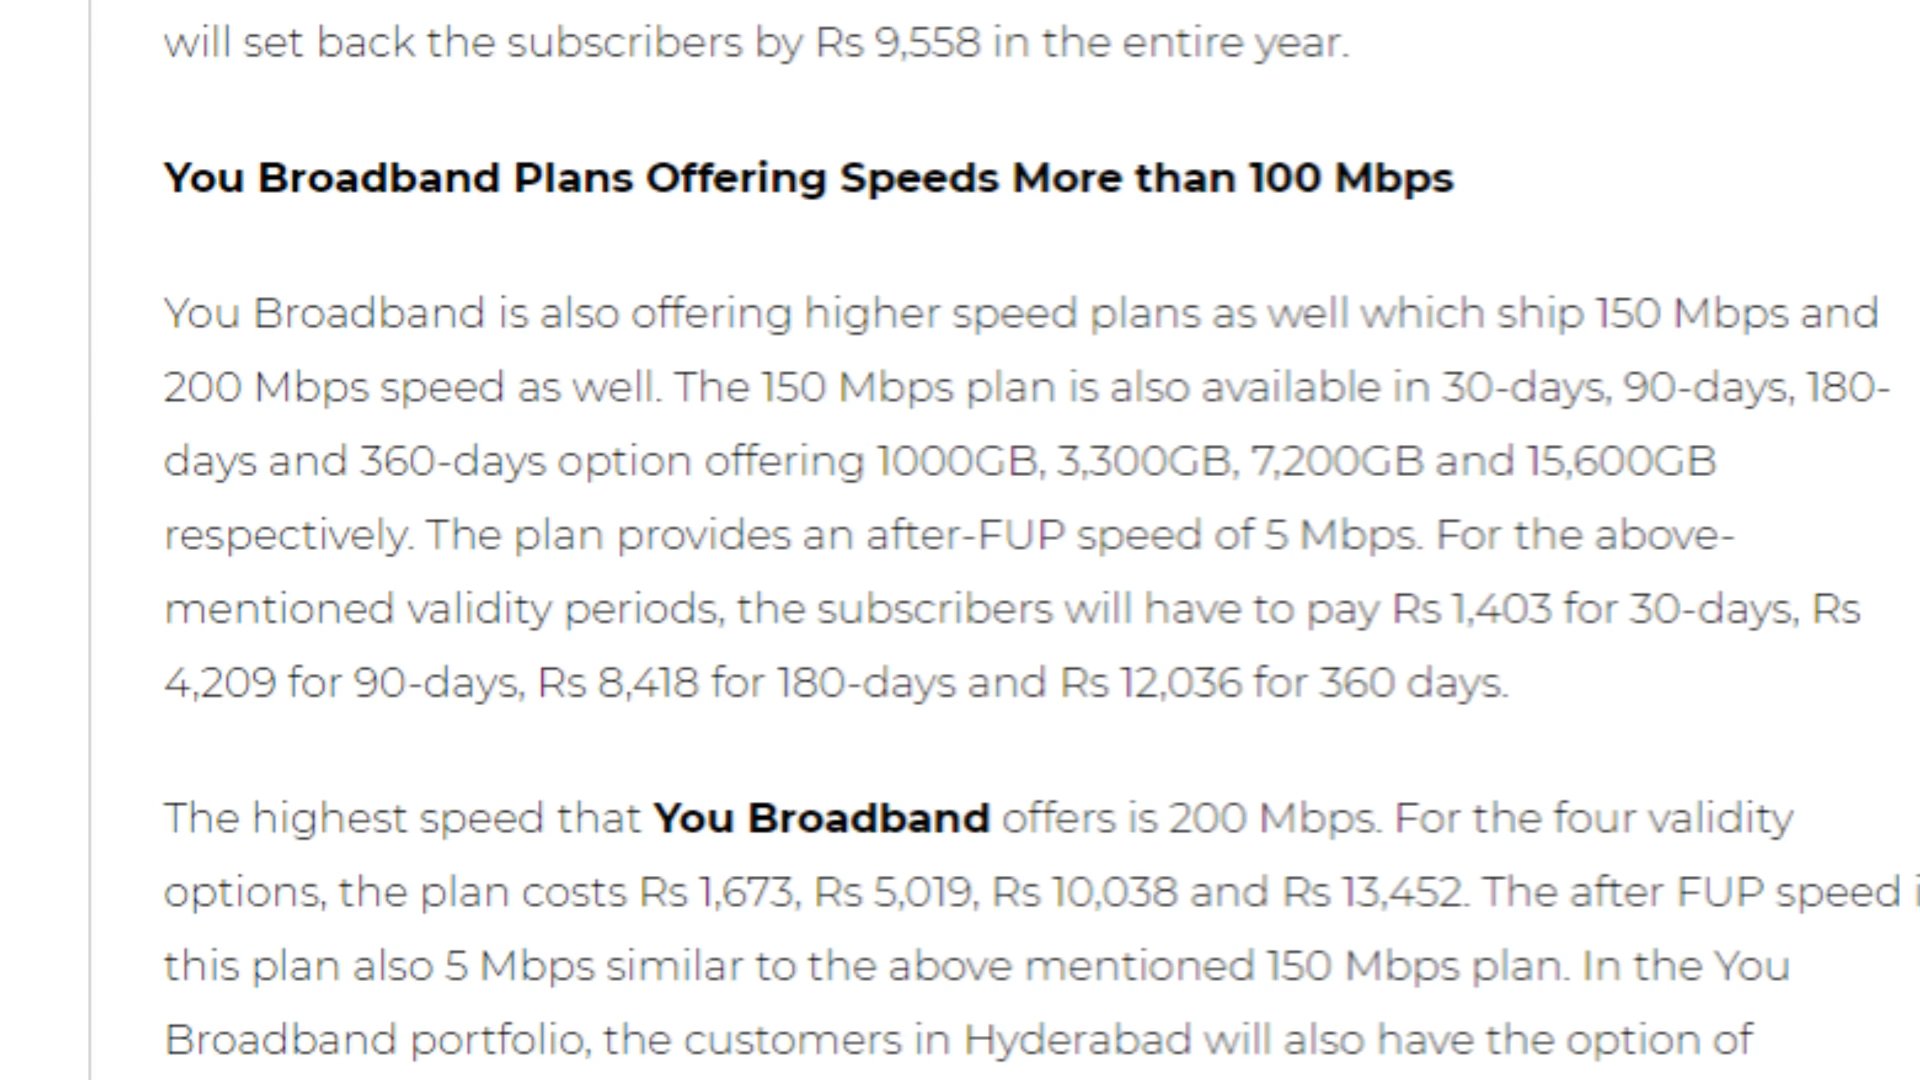 will set back the subscribers by Rs 9,558 in the entire year.
You Broadband Plans Offering Speeds More than 100 Mbps
You Broadband is also offering higher speed plans as well which ship 150 Mbps and
200 Mbps speed as well. The 150 Mbps plan is also available in 30-days, 90-days, 180-
days and 360-days option offering 1000GB, 3,300GB, 7,200GB and 15,600GB
respectively. The plan provides an after-FUP speed of 5 Mbps. For the above-
mentioned validity periods, the subscribers will have to pay Rs 1,403 for 30-days, Rs
4,209 for 90-days, Rs 8,418 for 180-days and Rs 12,036 for 360 days.
The highest speed that You Broadband offers is 200 Mbps. For the four validity
options, the plan costs Rs 1,673, Rs 5,019, Rs 10,038 and Rs 13,452. The after FUP speed
this plan also 5 Mbps similar to the above mentioned 150 Mbps plan. In the You
Broadband portfolio, the customers in Hyderabad will also have the option of